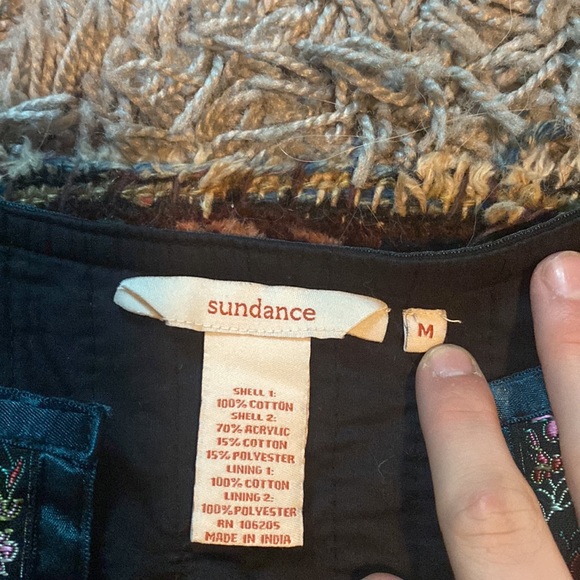 sundance
M
SHELL 1:
100% COTTON
SHELL 2:
70% ACRYLIC
15% COTTON
15% POLYESTER
LINING 1:
100% COTTON
LINING 2:
100% POLYESTER
RN 106205
MADE IN INDIA